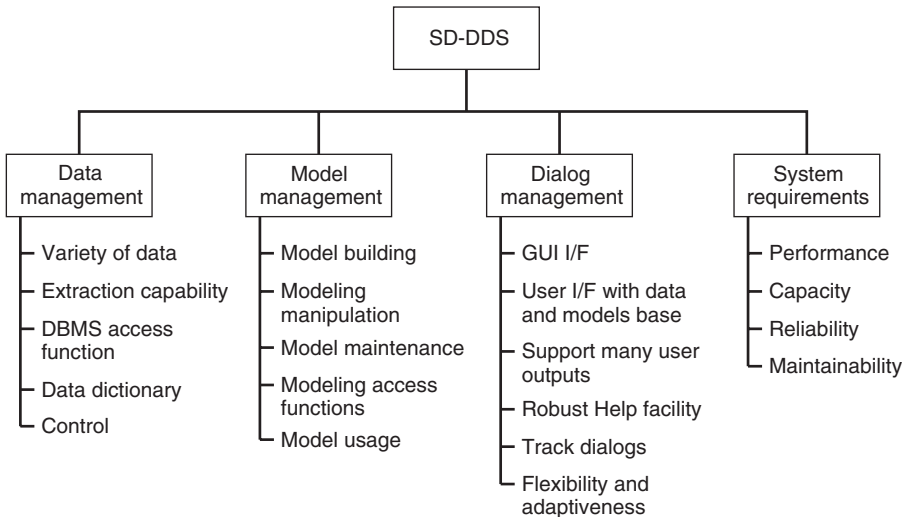 SD-DDS
Data
management
Variety of data
Extraction capability
DBMS access
function
Data dictionary
Control
Model
management
Model building
Modeling
manipulation
Model maintenance
Modeling access
functions
Model usage
Dialog
management
GUI I/F
User I/F with data
and models base
Support many user
outputs
Robust Help facility
Track dialogs
Flexibility and
adaptiveness
System
requirements
Performance
Capacity
Reliability
Maintainability